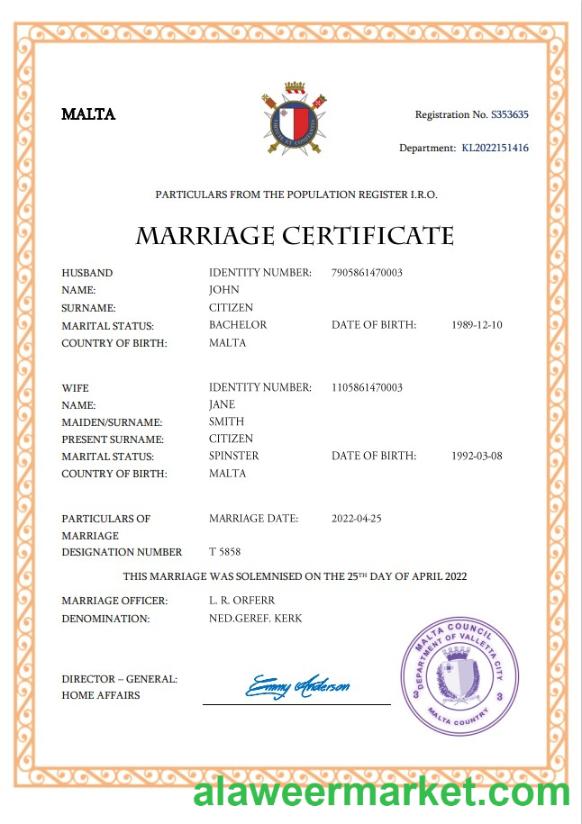 MALTA
Registration No. S353635
Department: KL2022151416
PARTICULARS FROM THE POPULATION REGISTER I.R.O.
MARRIAGE CERTIFICATE
HUSBAND IDENTITY NUMBER: 7905861470003
NAME: JOHN
SURNAME: CITIZEN
MARITAL STATUS: BACHELOR DATE OF BIRTH: 1989-12-10
COUNTRY OF BIRTH: MALTA
WIFE IDENTITY NUMBER: 1105861470003
NAME: JANE
MAIDEN/SURNAME: SMITH
PRESENT SURNAME: CITIZEN
MARITAL STATUS: SPINSTER DATE OF BIRTH: 1992-03-08
COUNTRY OF BIRTH: MALTA
PARTICULARS OF MARRIAGE DATE: 2022-04-25
MARRIAGE
DESIGNATION NUMBER T 5858
THIS MARRIAGE WAS SOLEMNISED ON THE 25TH DAY OF APRIL 2022
MARRIAGE OFFICER: L. R. ORFERR
DENOMINATION: NED.GEREF. KERK
MALTA COUNCIL
DEPARTMENT OF VALLETTA CITY
3 3
MALTA COUNTRY
DIRECTOR – GENERAL: Emmy Anderson
HOME AFFAIRS
alaweermarket.com